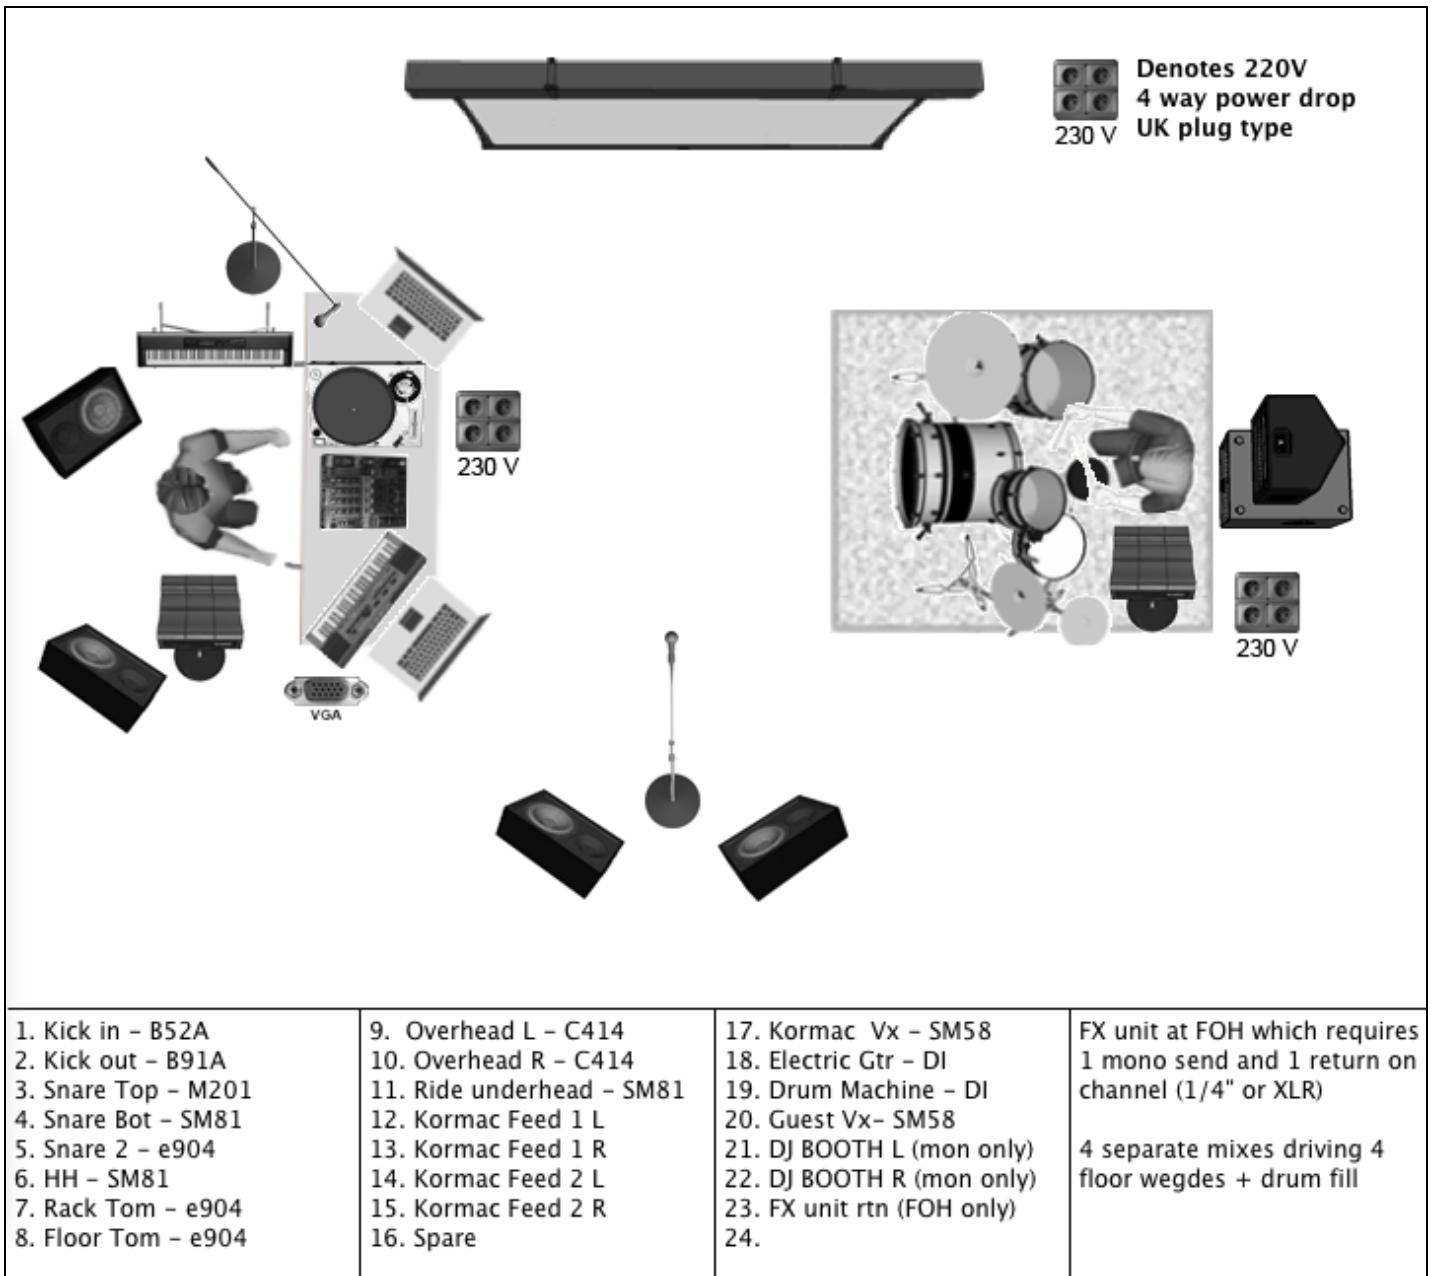 Denotes 220V
4 way power drop
UK plug type
230 V
230 V
230 V
VGA
1. Kick in – B52A
2. Kick out – B91A
3. Snare Top – M201
4. Snare Bot – SM81
5. Snare 2 – e904
6. HH – SM81
7. Rack Tom – e904
8. Floor Tom – e904
9. Overhead L – C414
10. Overhead R – C414
11. Ride underhead – SM81
12. Kormac Feed 1 L
13. Kormac Feed 1 R
14. Kormac Feed 2 L
15. Kormac Feed 2 R
16. Spare
17. Kormac Vx – SM58
18. Electric Gtr – DI
19. Drum Machine – DI
20. Guest Vx– SM58
21. DJ BOOTH L (mon only)
22. DJ BOOTH R (mon only)
23. FX unit rtn (FOH only)
24.
FX unit at FOH which requires
1 mono send and 1 return on
channel (1/4" or XLR)
4 separate mixes driving 4
floor wegdes + drum fill